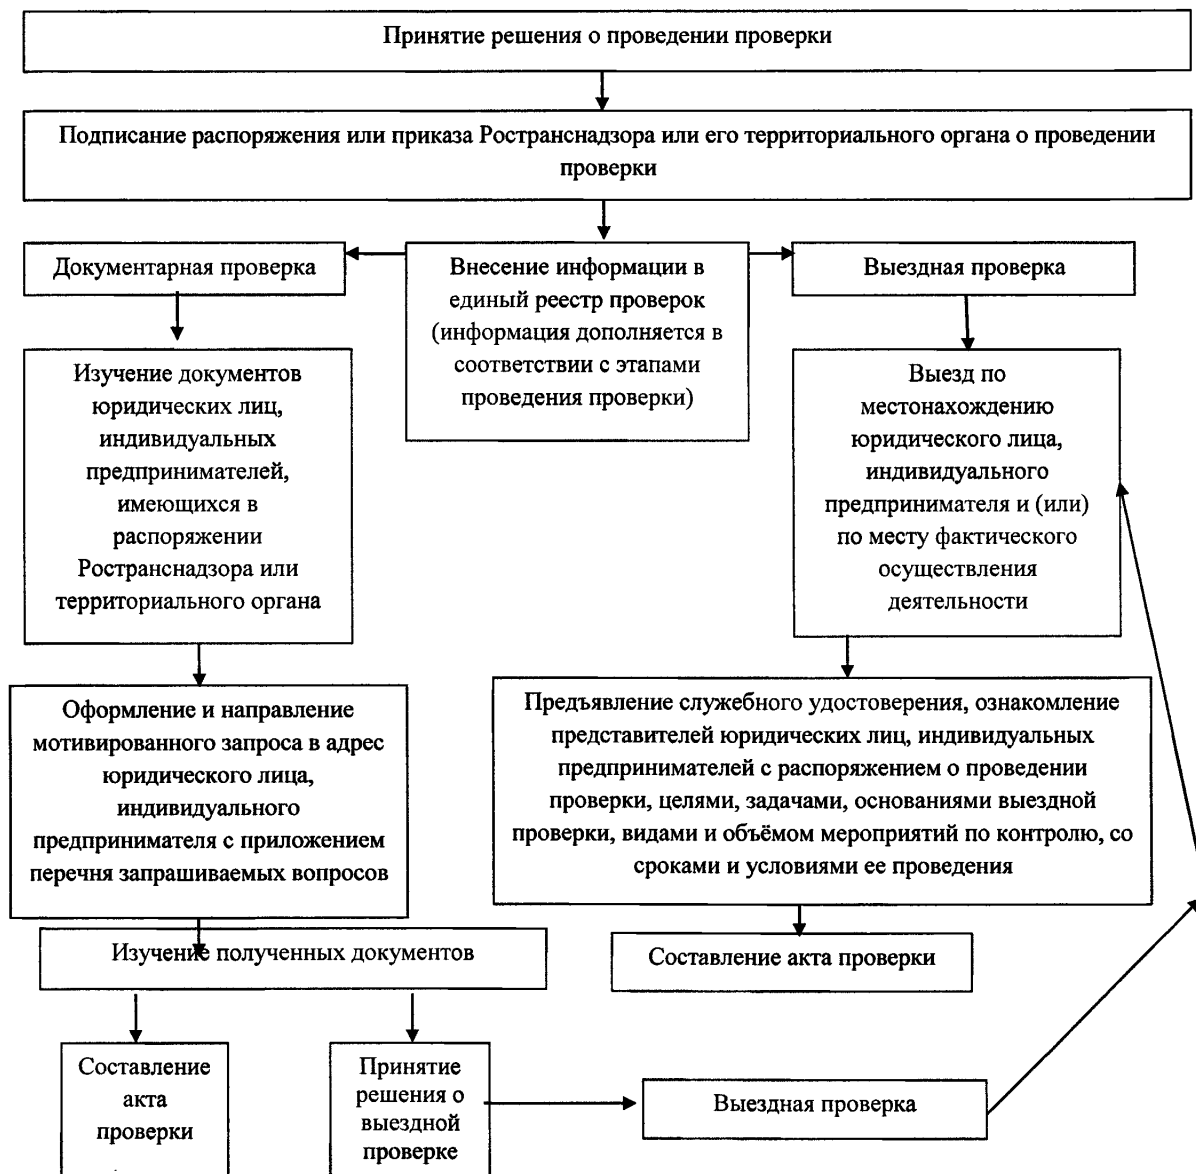 Принятие решения о проведении проверки
Подписание распоряжения или приказа Ространснадзора или его территориального органа о проведении
проверки
Документарная проверка
Внесение информации в
единый реестр проверок
(информация дополняется в
соответствии с этапами
проведения проверки)
Выездная проверка
Изучение документов
юридических лиц,
индивидуальных
предпринимателей,
имеющихся в
распоряжении
Ространснадзора или
территориального органа
Выезд по
местонахождению
юридического лица,
индивидуального
предпринимателя и (или)
по месту фактического
осуществления
деятельности
Оформление и направление
мотивированного запроса в адрес
юридического лица,
индивидуального
предпринимателя с приложением
перечня запрашиваемых вопросов
Предъявление служебного удостоверения, ознакомление
представителей юридических лиц, индивидуальных
предпринимателей с распоряжением о проведении
проверки, целями, задачами, основаниями выездной
проверки, видами и объёмом мероприятий по контролю, со
сроками и условиями ее проведения
Изучение полученных документов
Составление акта проверки
Составление
акта
проверки
Принятие
решения о
выездной
проверке
Выездная проверка